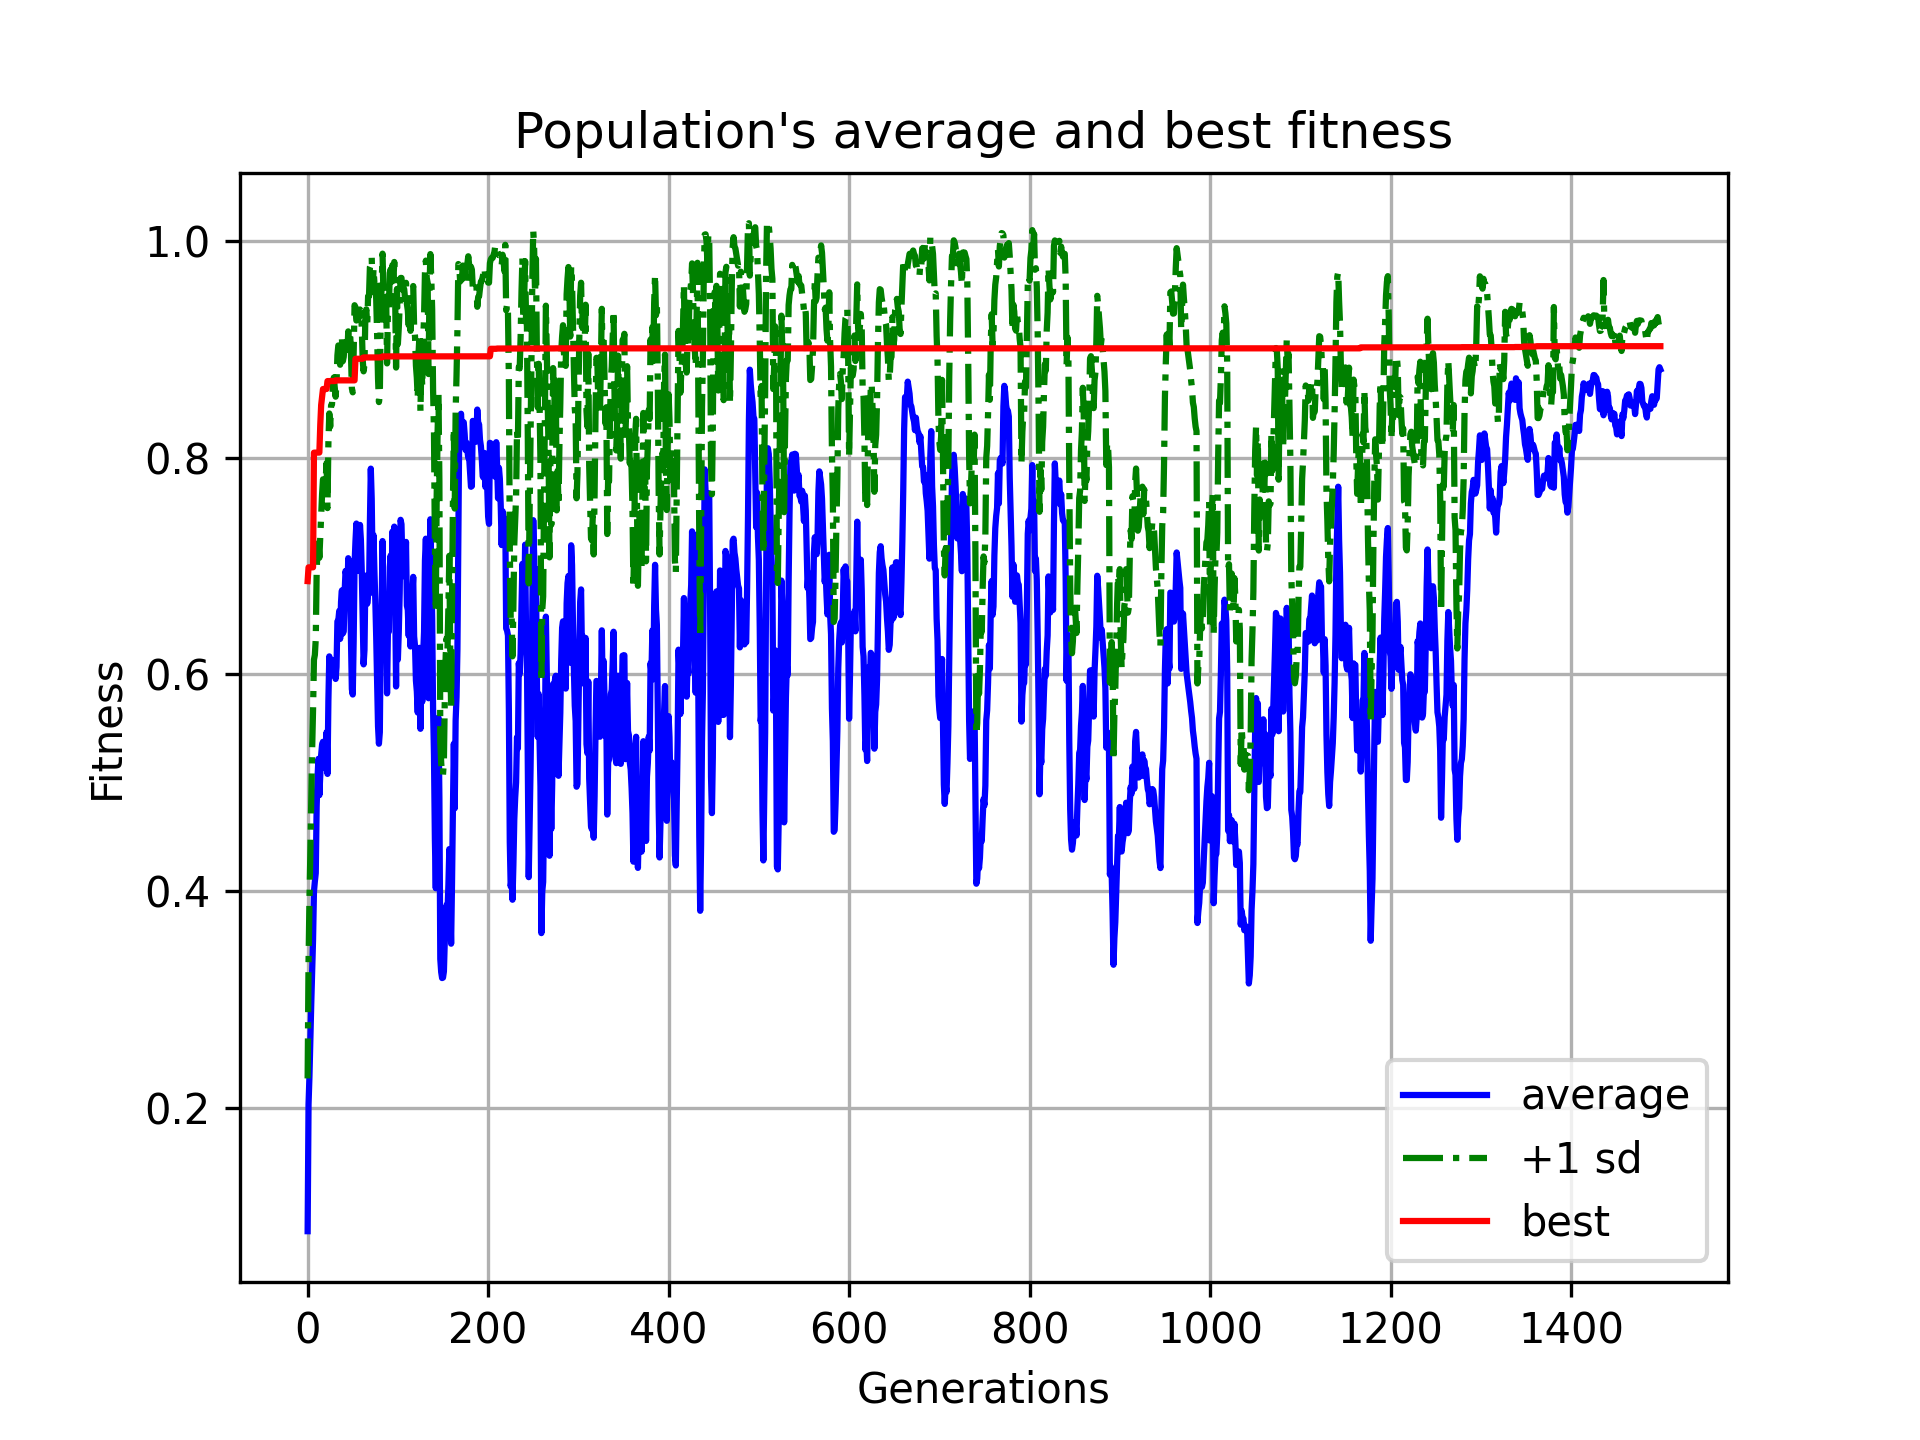 Population's average and best fitness
1.0
0.8
0.6
0.4
0.2
Fitness
average
+1 sd
best
0 200 400 600 800 1000 1200 1400
Generations